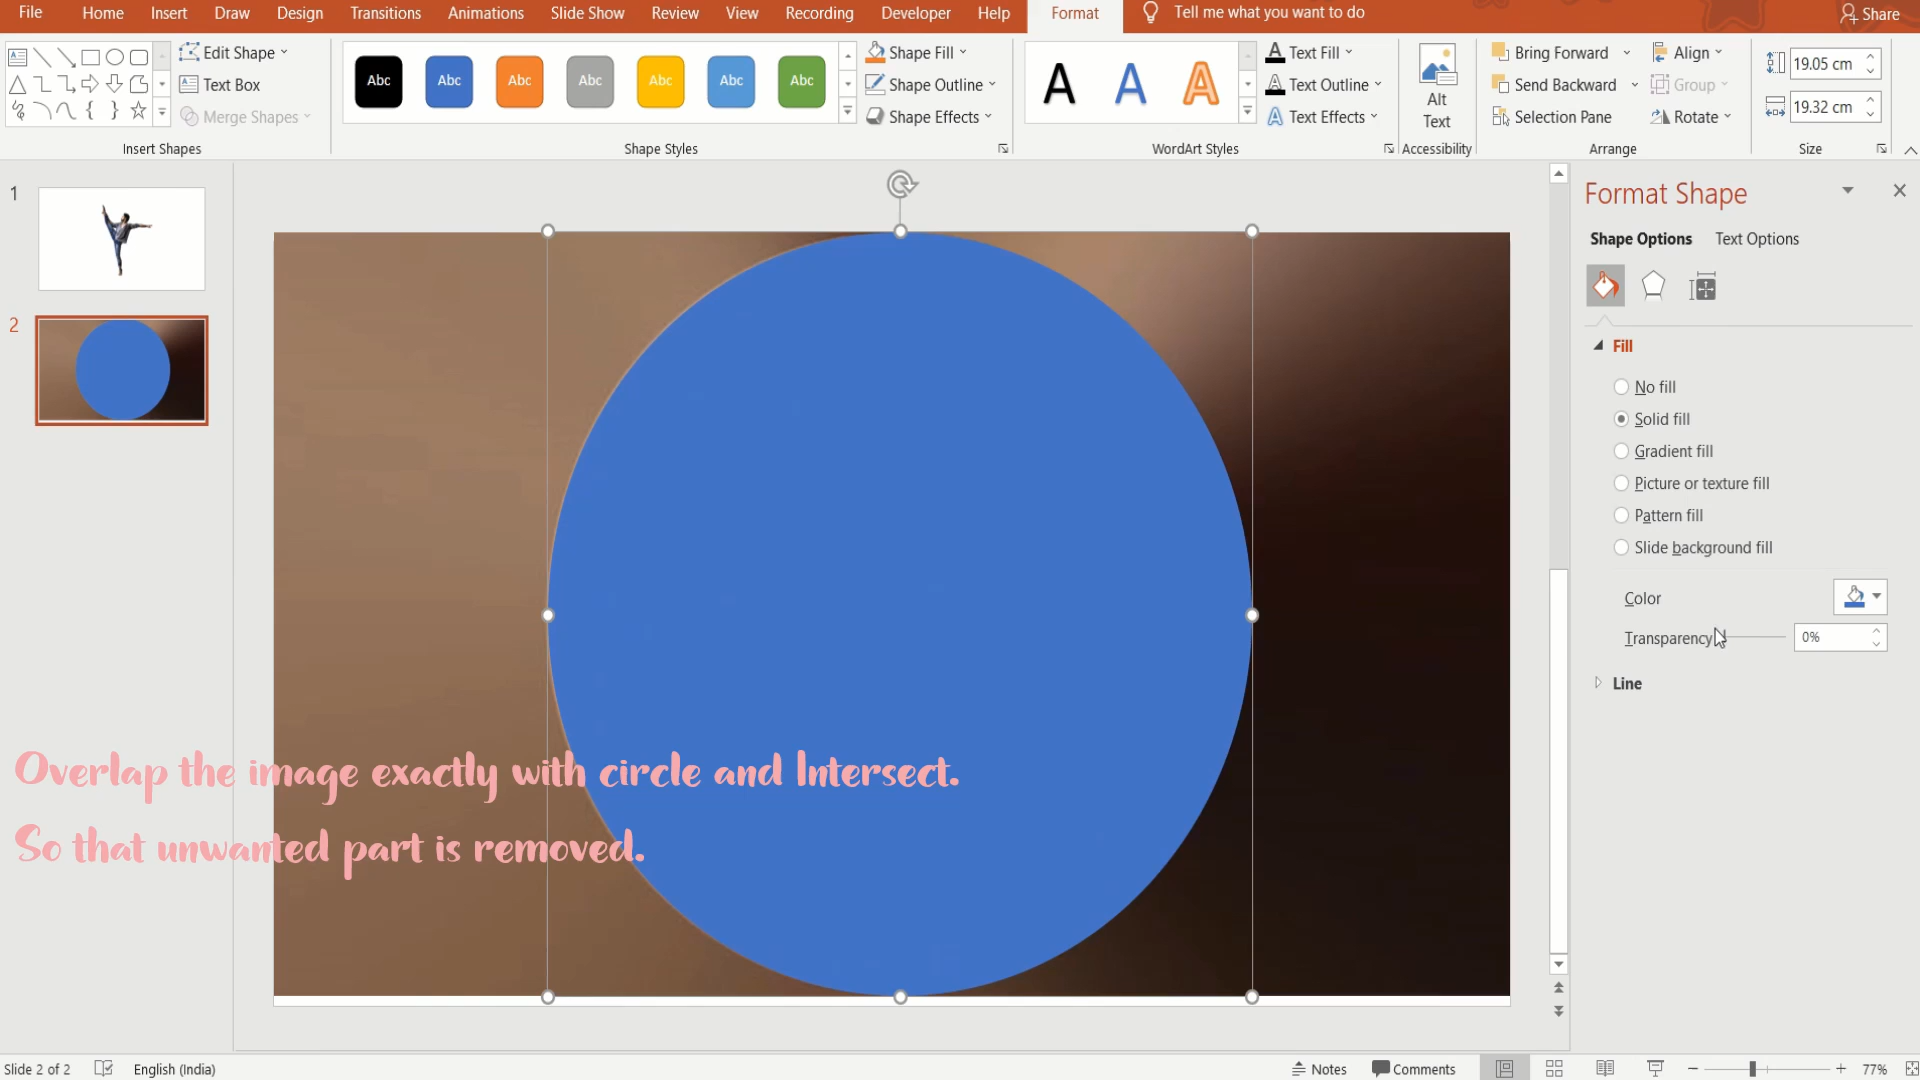 File Home Insert Draw Design Transitions Animations Slide Show Review View Recording Developer Help Format Tell me what you want to do Share
Edit Shape
Text Box
Merge Shapes
Insert Shapes
Abc Abc Abc Abc Abc Abc Abc
Shape Fill
Shape Outline
Shape Effects
Shape Styles
A A A
Text Fill
Text Outline
Text Effects
WordArt Styles
Alt
Text
Accessibility
Bring Forward
Send Backward
Selection Pane
Align
Group
Rotate
Arrange
19.05 cm
19.32 cm
Size
1
2
Format Shape
Shape Options Text Options
Fill
No fill
Solid fill
Gradient fill
Picture or texture fill
Pattern fill
Slide background fill
Color
Transparency 0%
Line
Overlap the image exactly with circle and Intersect.
So that unwanted part is removed.
Slide 2 of 2 English (India) Notes Comments 77%